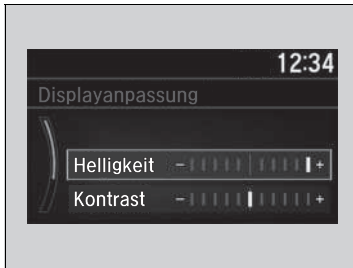 12:34
Displayanpassung
Helligkeit - +
Kontrast - +